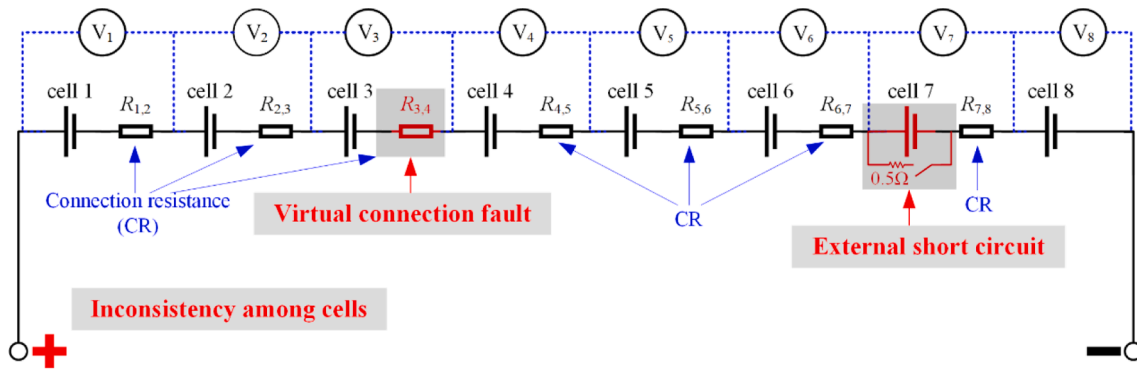 V1 V2 V3 V4 V5 V6 V7 V8
cell 1 R1,2 cell 2 R2,3 cell 3 R3,4 cell 4 R4,5 cell 5 R5,6 cell 6 R6,7 cell 7 R7,8 cell 8
0.5Ω
Connection resistance
(CR)
Virtual connection fault
CR
CR
External short circuit
Inconsistency among cells
+ −